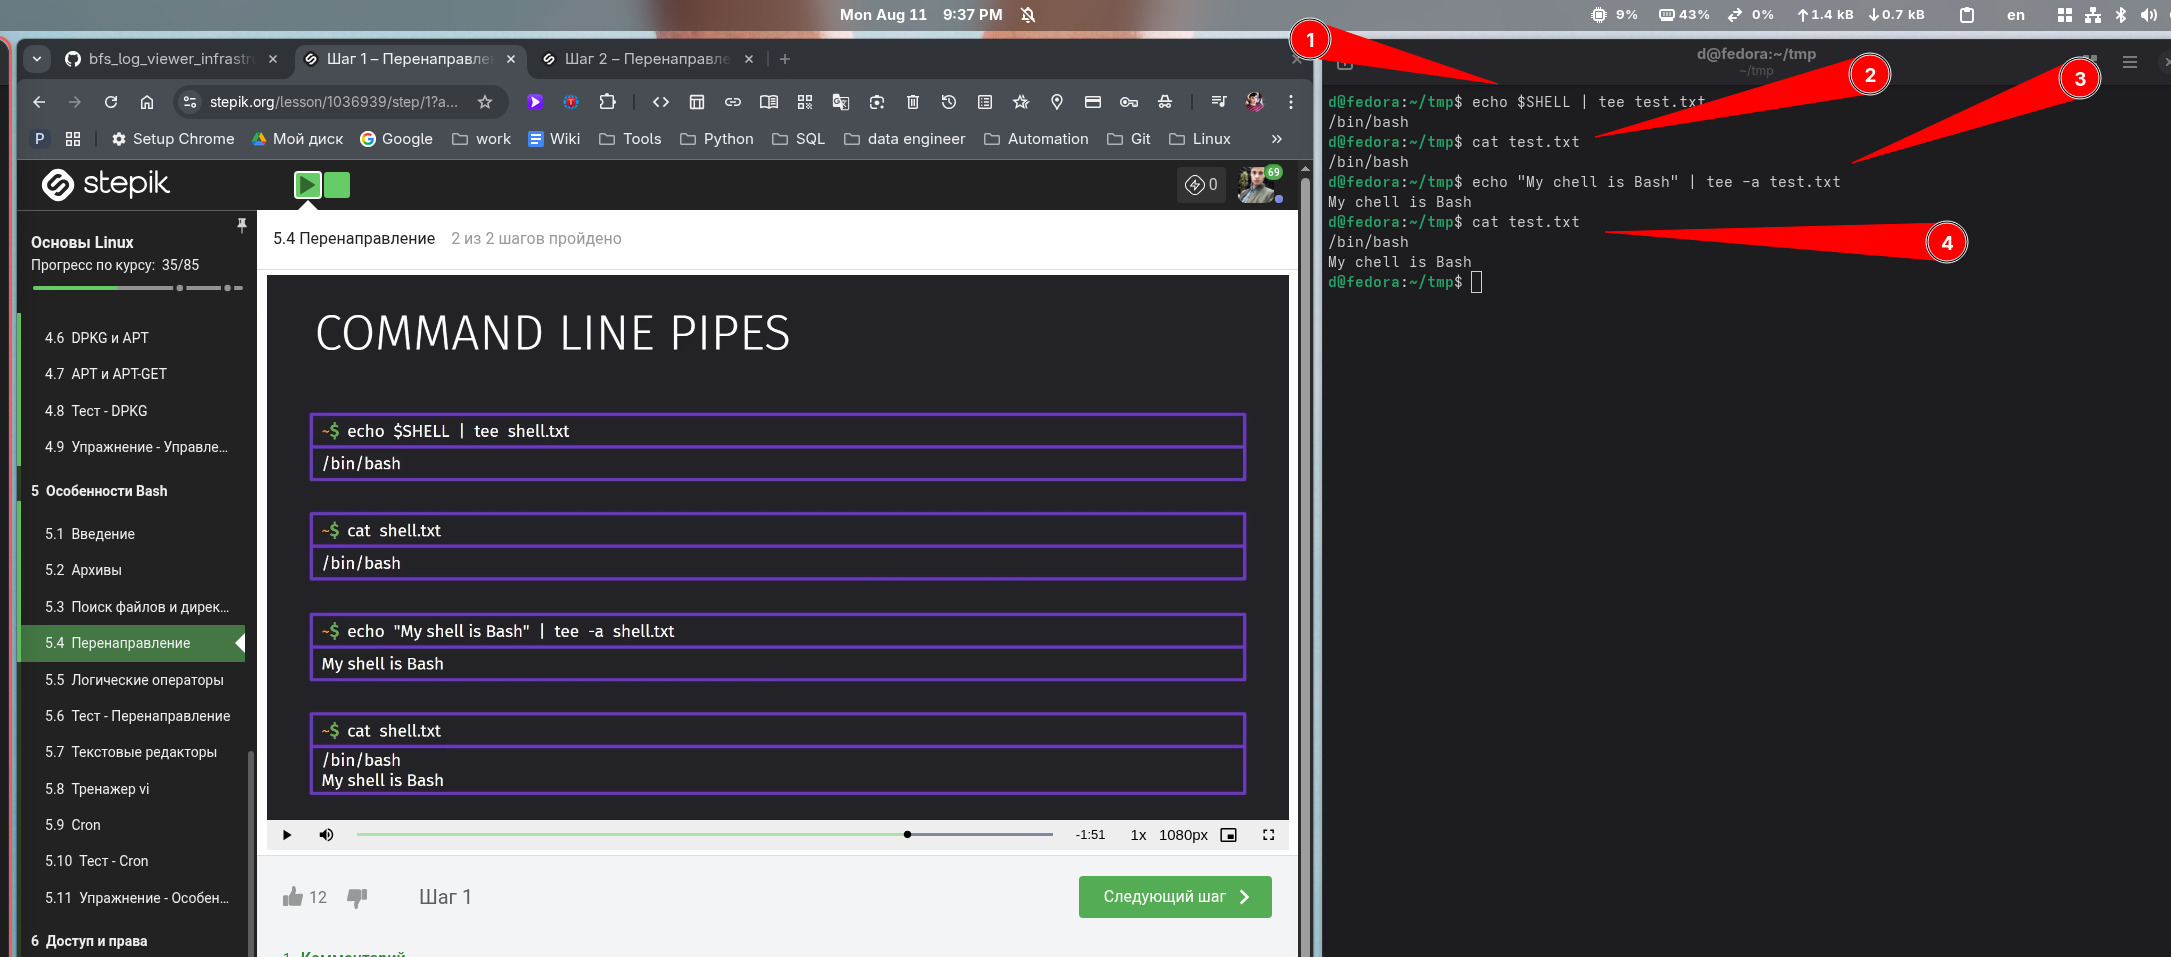 Mon Aug 11 9:37 PM
9% 43% 0% 1.4 kB 0.7 kB en
bfs_log_viewer_infrastru
Шаг 1 – Перенаправле
Шаг 2 – Перенаправле
stepik.org/lesson/1036939/step/1?a...
P Setup Chrome Мой диск Google work Wiki Tools Python SQL data engineer Automation Git Linux
stepik
0
69
Основы Linux
Прогресс по курсу: 35/85
4.6 DPKG и APT
4.7 APT и APT-GET
4.8 Тест - DPKG
4.9 Упражнение - Управле...
5 Особенности Bash
5.1 Введение
5.2 Архивы
5.3 Поиск файлов и дирек...
5.4 Перенаправление
5.5 Логические операторы
5.6 Тест - Перенаправление
5.7 Текстовые редакторы
5.8 Тренажер vi
5.9 Cron
5.10 Тест - Cron
5.11 Упражнение - Особен...
6 Доступ и права
5.4 Перенаправление 2 из 2 шагов пройдено
COMMAND LINE PIPES
~$ echo $SHELL | tee shell.txt
/bin/bash
~$ cat shell.txt
/bin/bash
~$ echo "My shell is Bash" | tee -a shell.txt
My shell is Bash
~$ cat shell.txt
/bin/bash
My shell is Bash
-1:51 1x 1080px
12
Шаг 1
Следующий шаг
1 Комментарий
d@fedora:~/tmp
~/tmp
1
2
3
4
d@fedora:~/tmp$ echo $SHELL | tee test.txt
/bin/bash
d@fedora:~/tmp$ cat test.txt
/bin/bash
d@fedora:~/tmp$ echo "My chell is Bash" | tee -a test.txt
My chell is Bash
d@fedora:~/tmp$ cat test.txt
/bin/bash
My chell is Bash
d@fedora:~/tmp$